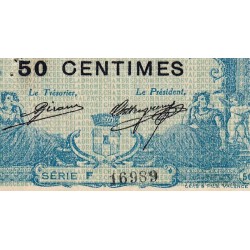 .50 CENTIMES
Le Trésorier, Le Président,
SÉRIE F 16989